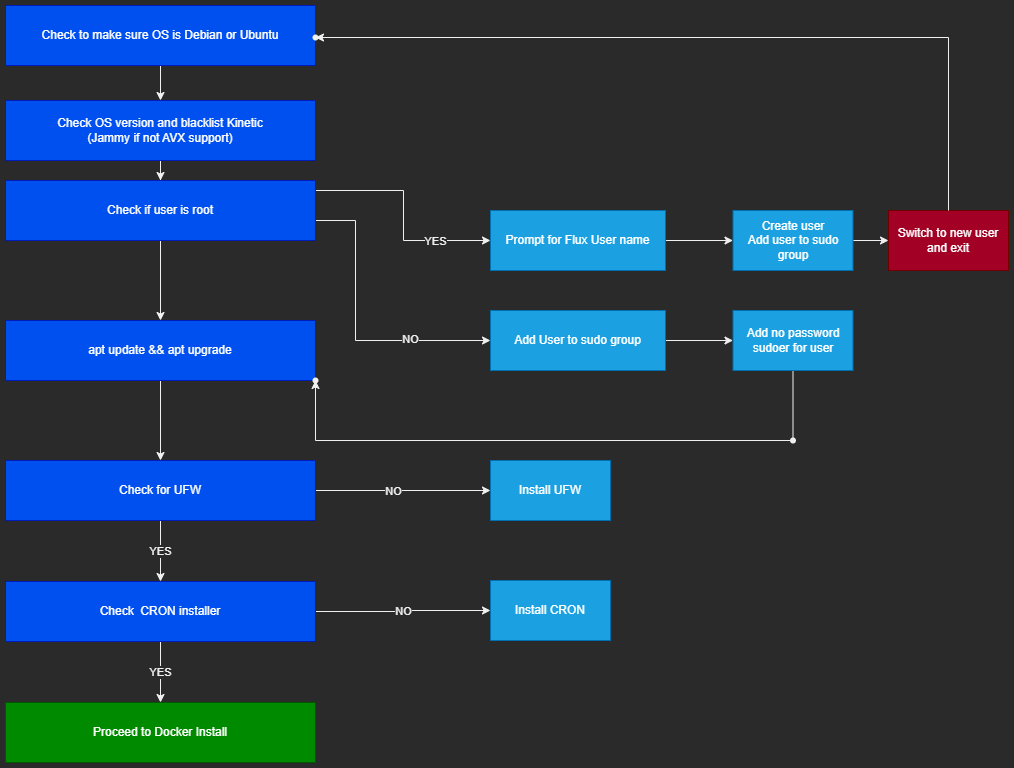 Check to make sure OS is Debian or Ubuntu
Check OS version and blacklist Kinetic
(Jammy if not AVX support)
Check if user is root
YES
Prompt for Flux User name
Create user
Add user to sudo
group
Switch to new user
and exit
NO
Add User to sudo group
Add no password
sudoer for user
apt update && apt upgrade
Check for UFW
NO
Install UFW
YES
Check  CRON installer
NO
Install CRON
YES
Proceed to Docker Install